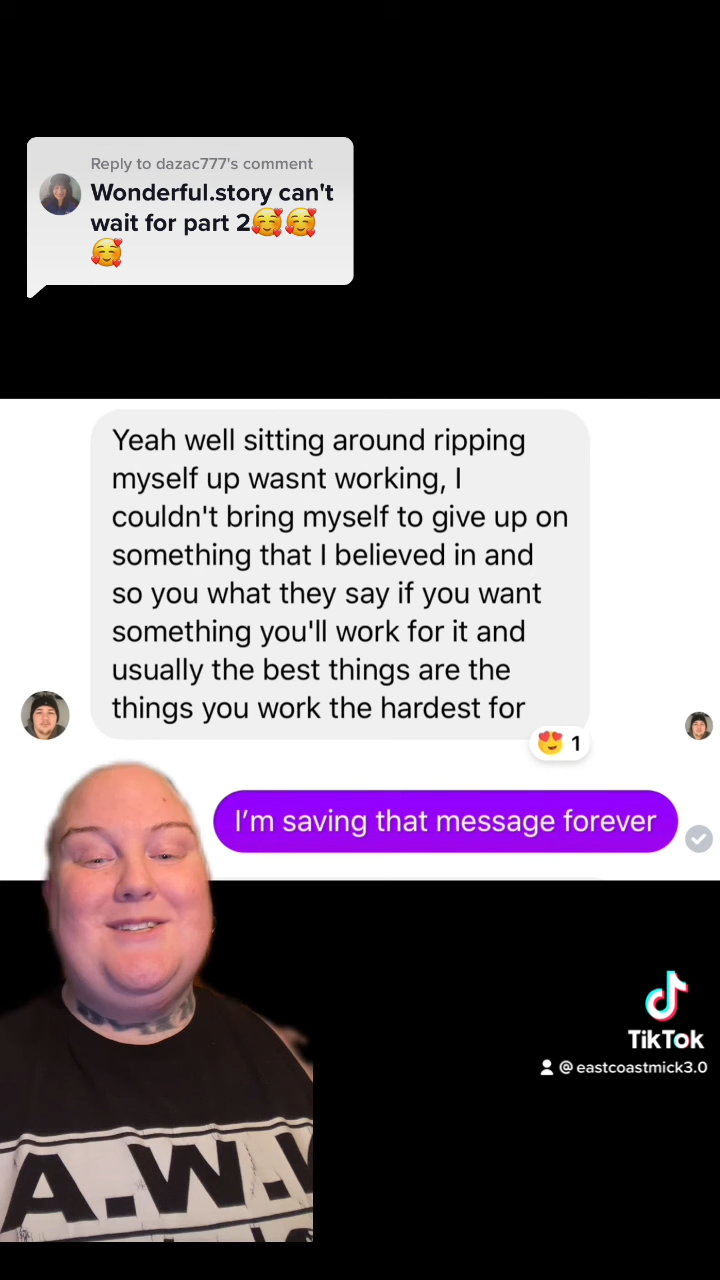 Reply to dazac777's comment
Wonderful.story can't
wait for part 2🥰🥰
🥰
Yeah well sitting around ripping
myself up wasnt working, I
couldn't bring myself to give up on
something that I believed in and
so you what they say if you want
something you'll work for it and
usually the best things are the
things you work the hardest for
😍 1
I’m saving that message forever
TikTok
@eastcoastmick3.0
A.W.